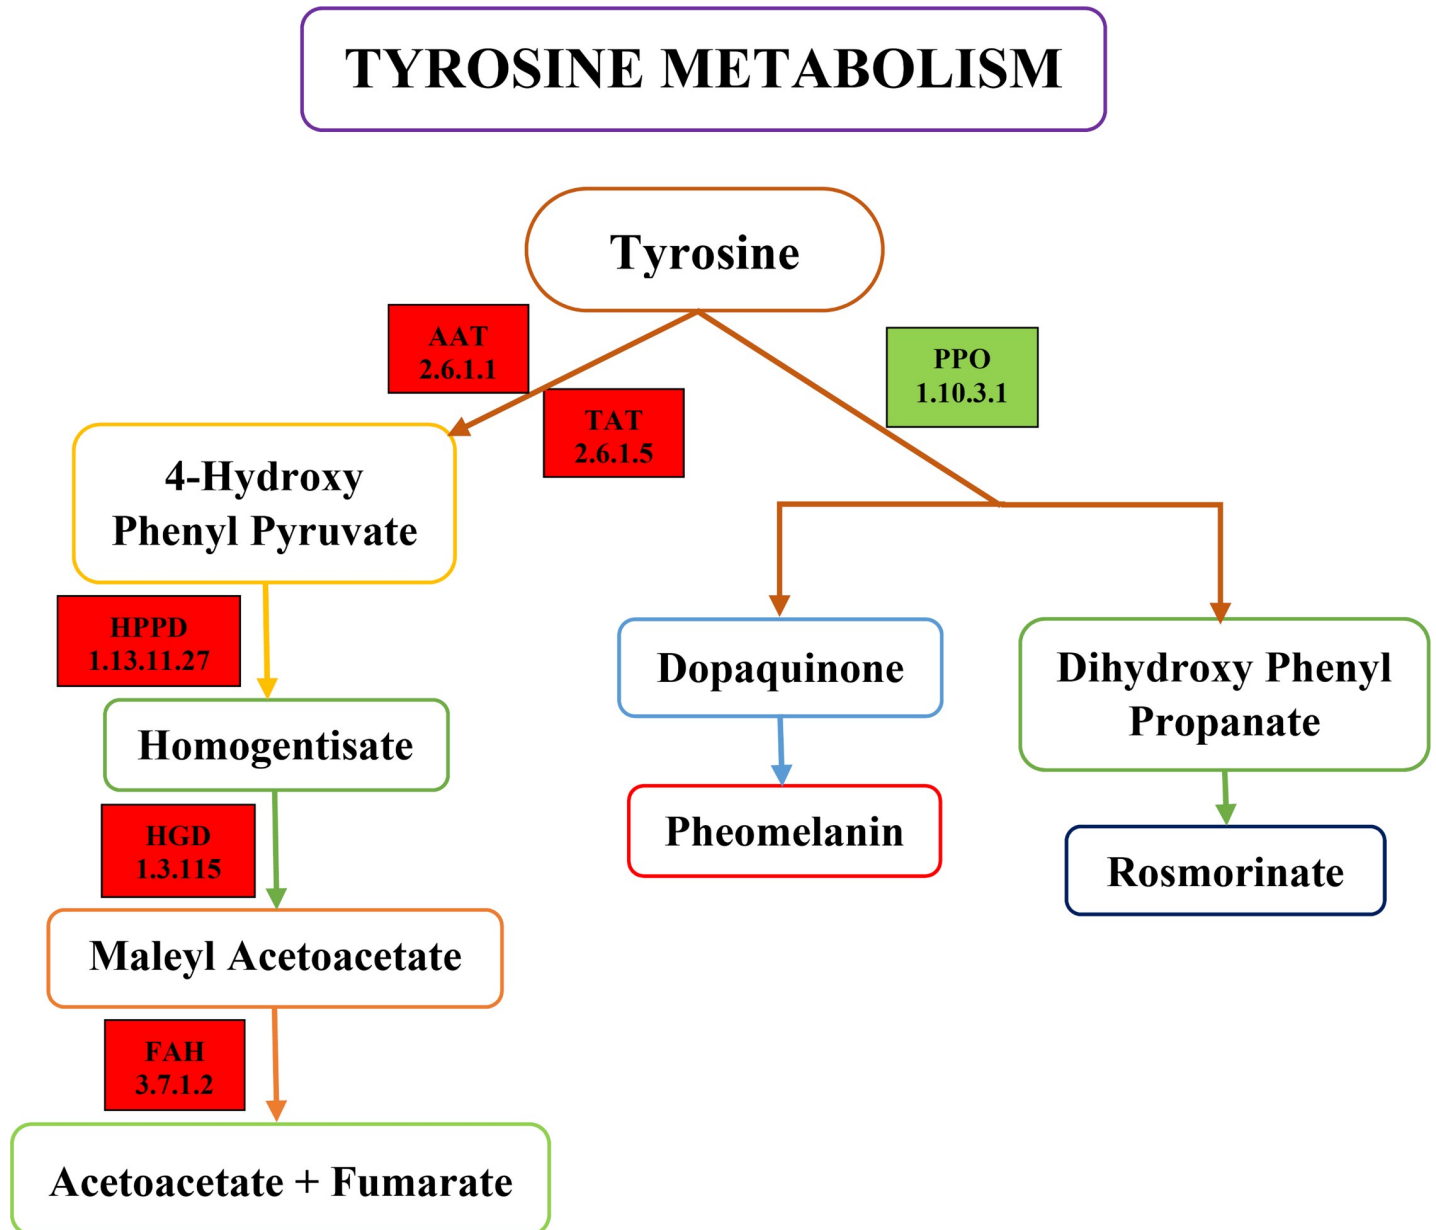 TYROSINE METABOLISM
Tyrosine
AAT
2.6.1.1
TAT
2.6.1.5
PPO
1.10.3.1
4-Hydroxy
Phenyl Pyruvate
HPPD
1.13.11.27
Homogentisate
HGD
1.3.115
Maleyl Acetoacetate
FAH
3.7.1.2
Acetoacetate + Fumarate
Dopaquinone
Pheomelanin
Dihydroxy Phenyl
Propanate
Rosmorinate